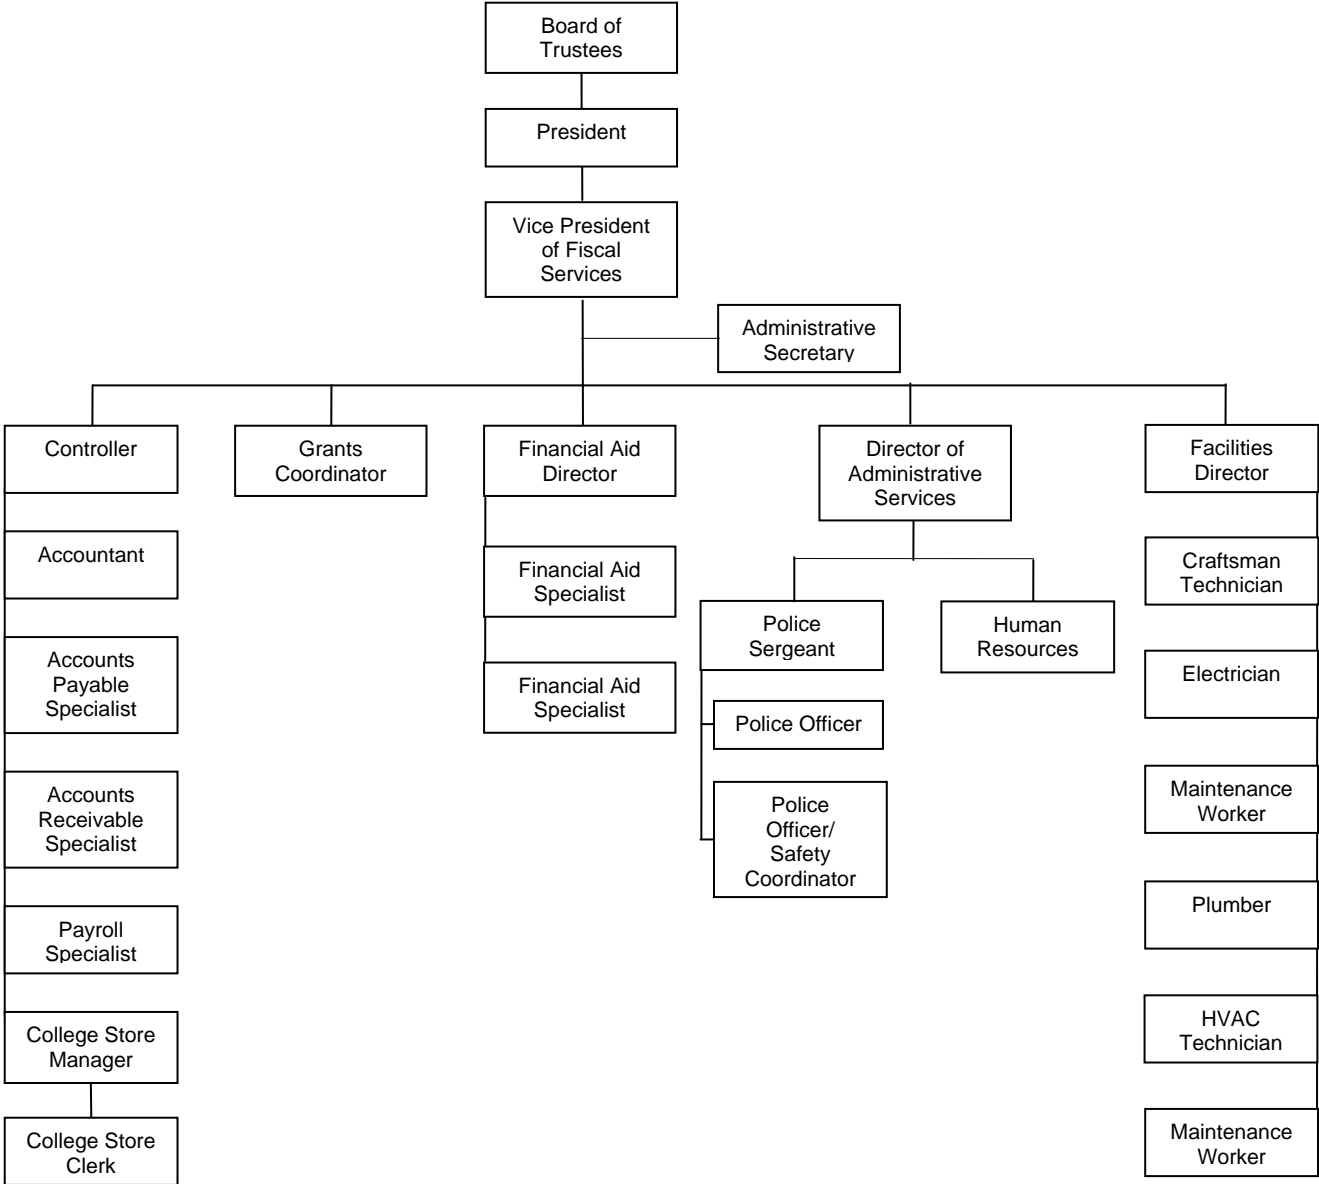 Board of
Trustees
President
Vice President
of Fiscal
Services
Administrative
Secretary
Controller
Grants
Coordinator
Financial Aid
Director
Director of
Administrative
Services
Facilities
Director
Accountant
Accounts
Payable
Specialist
Accounts
Receivable
Specialist
Payroll
Specialist
College Store
Manager
College Store
Clerk
Financial Aid
Specialist
Financial Aid
Specialist
Police
Sergeant
Human
Resources
Police Officer
Police
Officer/
Safety
Coordinator
Craftsman
Technician
Electrician
Maintenance
Worker
Plumber
HVAC
Technician
Maintenance
Worker